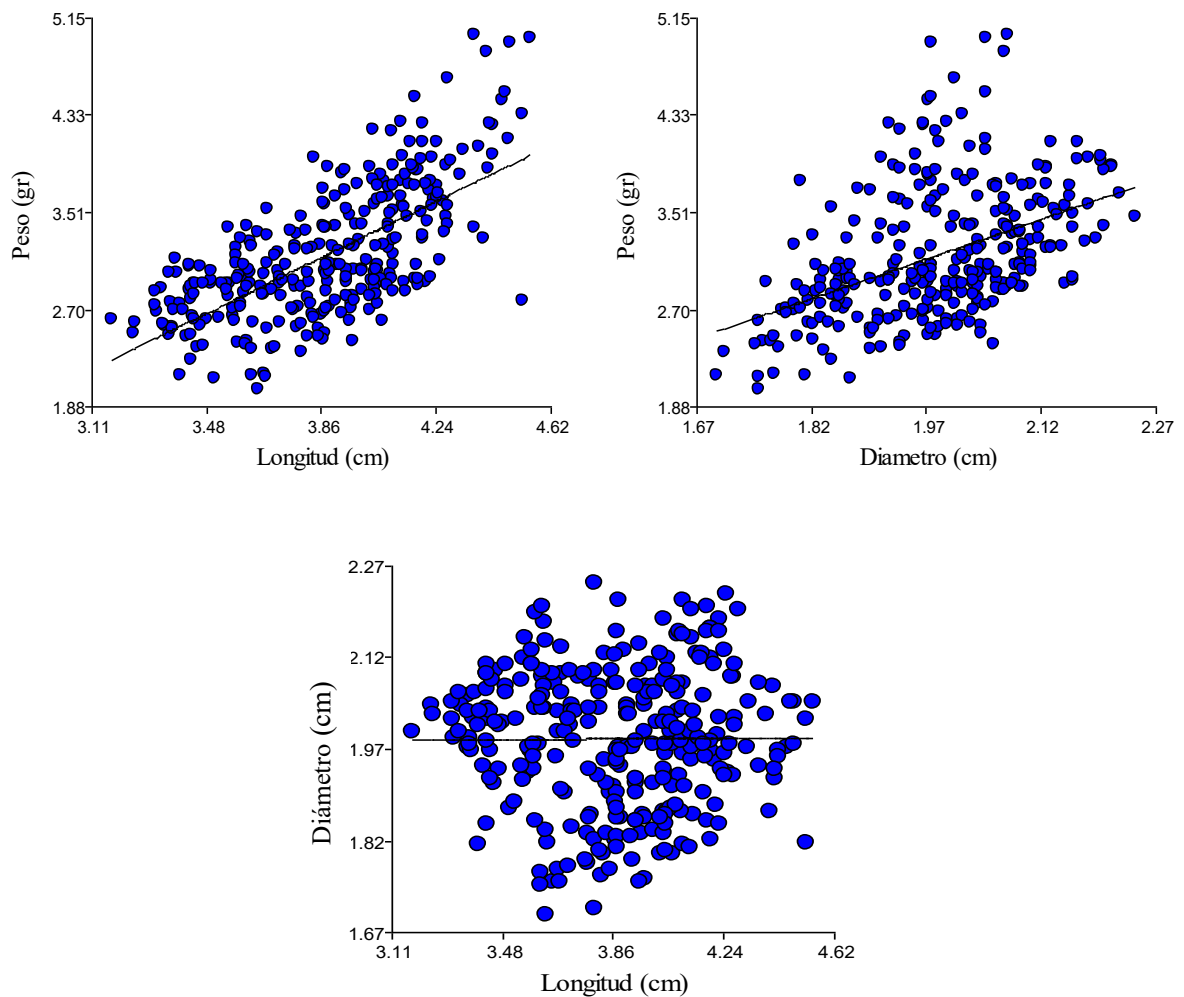 5.15
4.33
3.51
2.70
1.88
Peso (gr)
3.11 3.48 3.86 4.24 4.62
Longitud (cm)
5.15
4.33
3.51
2.70
1.88
Peso (gr)
1.67 1.82 1.97 2.12 2.27
Diametro (cm)
2.27
2.12
1.97
1.82
1.67
Diámetro (cm)
3.11 3.48 3.86 4.24 4.62
Longitud (cm)